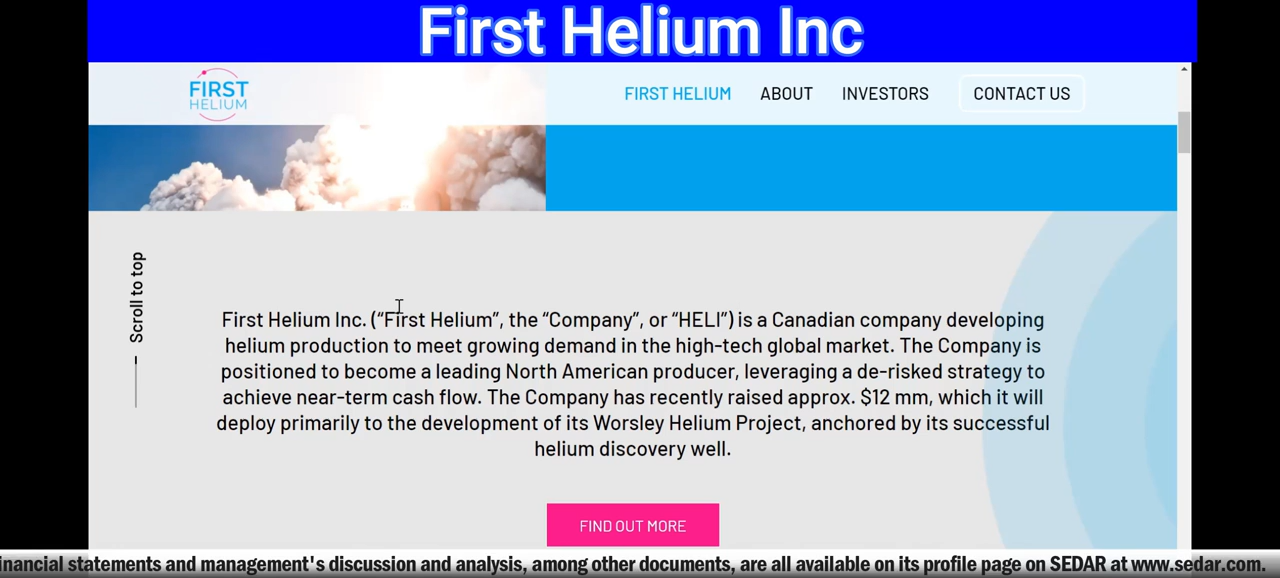 First Helium Inc
FIRST
HELIUM
FIRST HELIUM
ABOUT
INVESTORS
CONTACT US
Scroll to top
First Helium Inc. (“First Helium”, the “Company”, or “HELI”) is a Canadian company developing
helium production to meet growing demand in the high-tech global market. The Company is
positioned to become a leading North American producer, leveraging a de-risked strategy to
achieve near-term cash flow. The Company has recently raised approx. $12 mm, which it will
deploy primarily to the development of its Worsley Helium Project, anchored by its successful
helium discovery well.
FIND OUT MORE
statements and management's discussion and analysis, among other documents, are all available on its profile page on SEDAR at www.sedar.com.